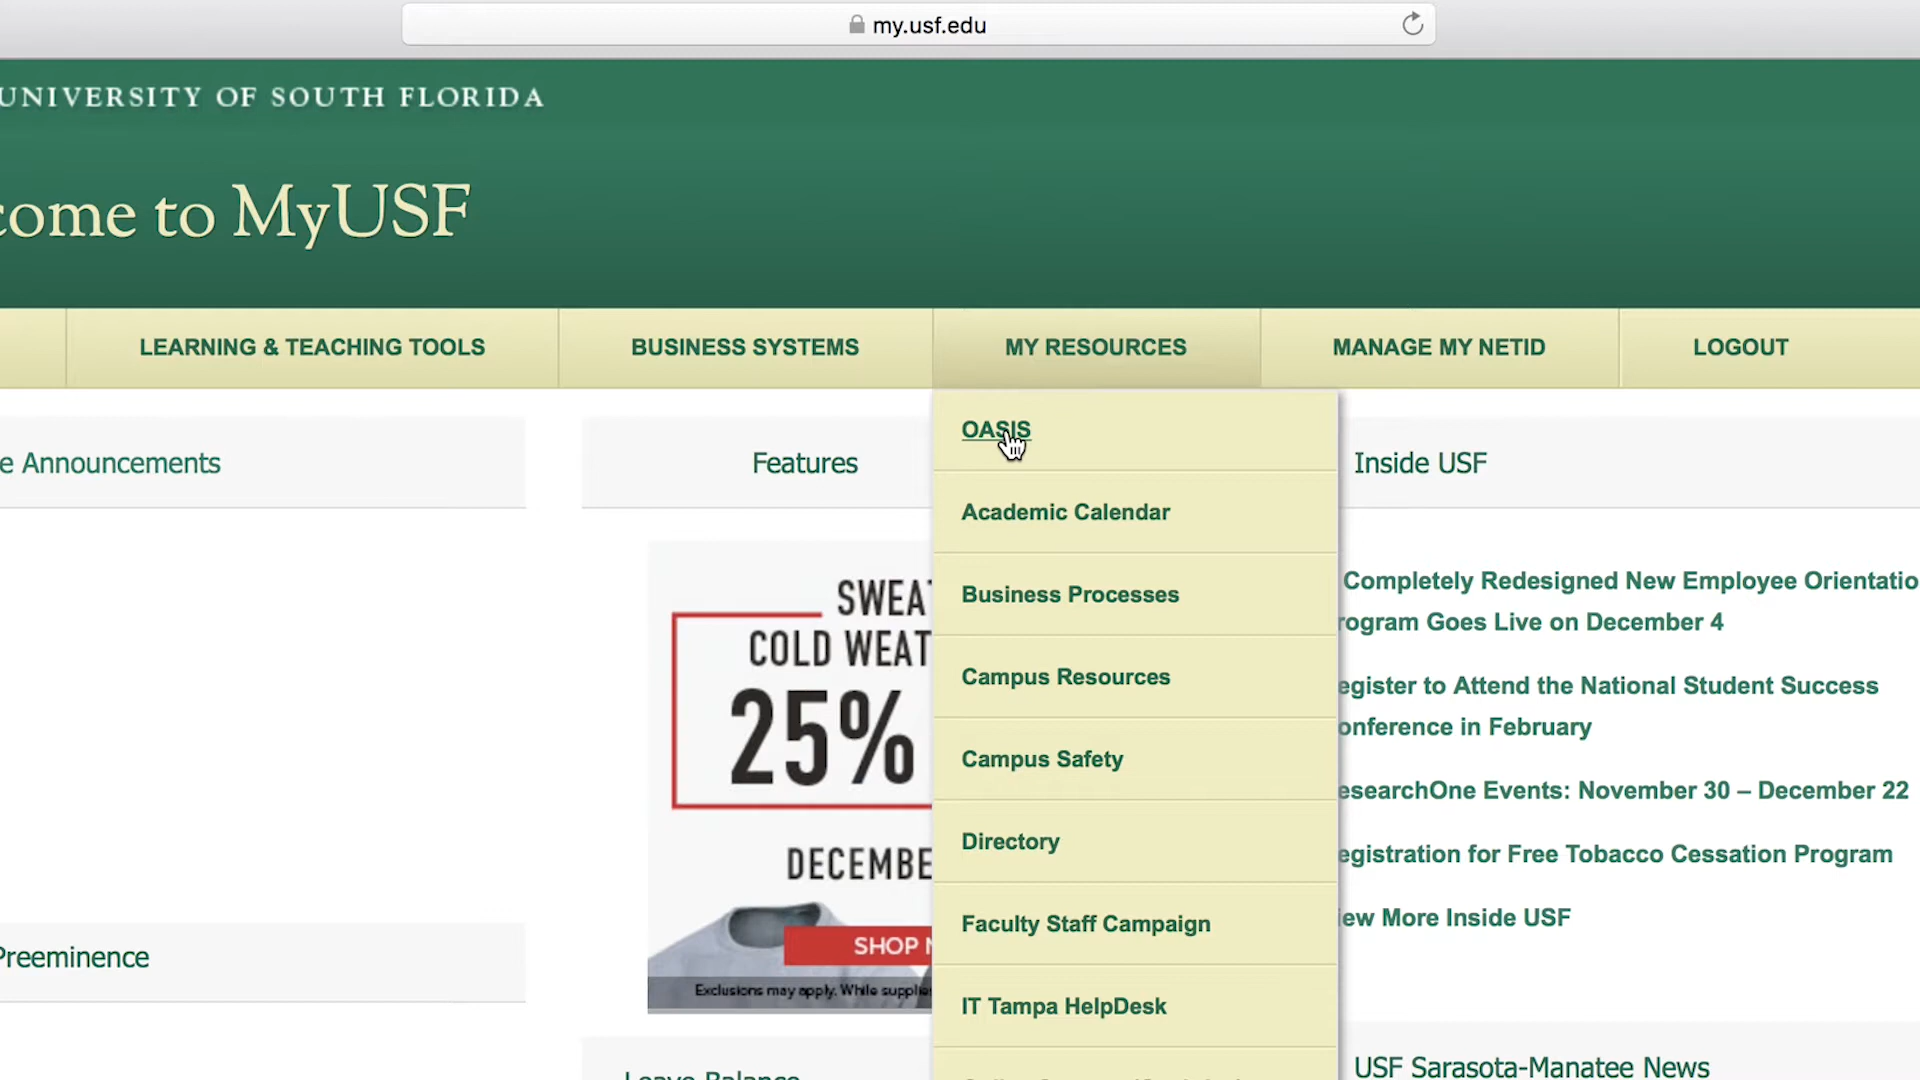 my.usf.edu
UNIVERSITY OF SOUTH FLORIDA
come to MyUSF
LEARNING & TEACHING TOOLS
BUSINESS SYSTEMS
MY RESOURCES
MANAGE MY NETID
LOGOUT
OASIS
Academic Calendar
Business Processes
Campus Resources
Campus Safety
Directory
Faculty Staff Campaign
IT Tampa HelpDesk
e Announcements
Preeminence
Features
SWEAT
COLD WEAT
25%
DECEMBE
SHOP N
Exclusions may apply. While supplie
Leave Balance
Inside USF
Completely Redesigned New Employee Orientatio
rogram Goes Live on December 4
egister to Attend the National Student Success
onference in February
esearchOne Events: November 30 – December 22
egistration for Free Tobacco Cessation Program
iew More Inside USF
USF Sarasota-Manatee News